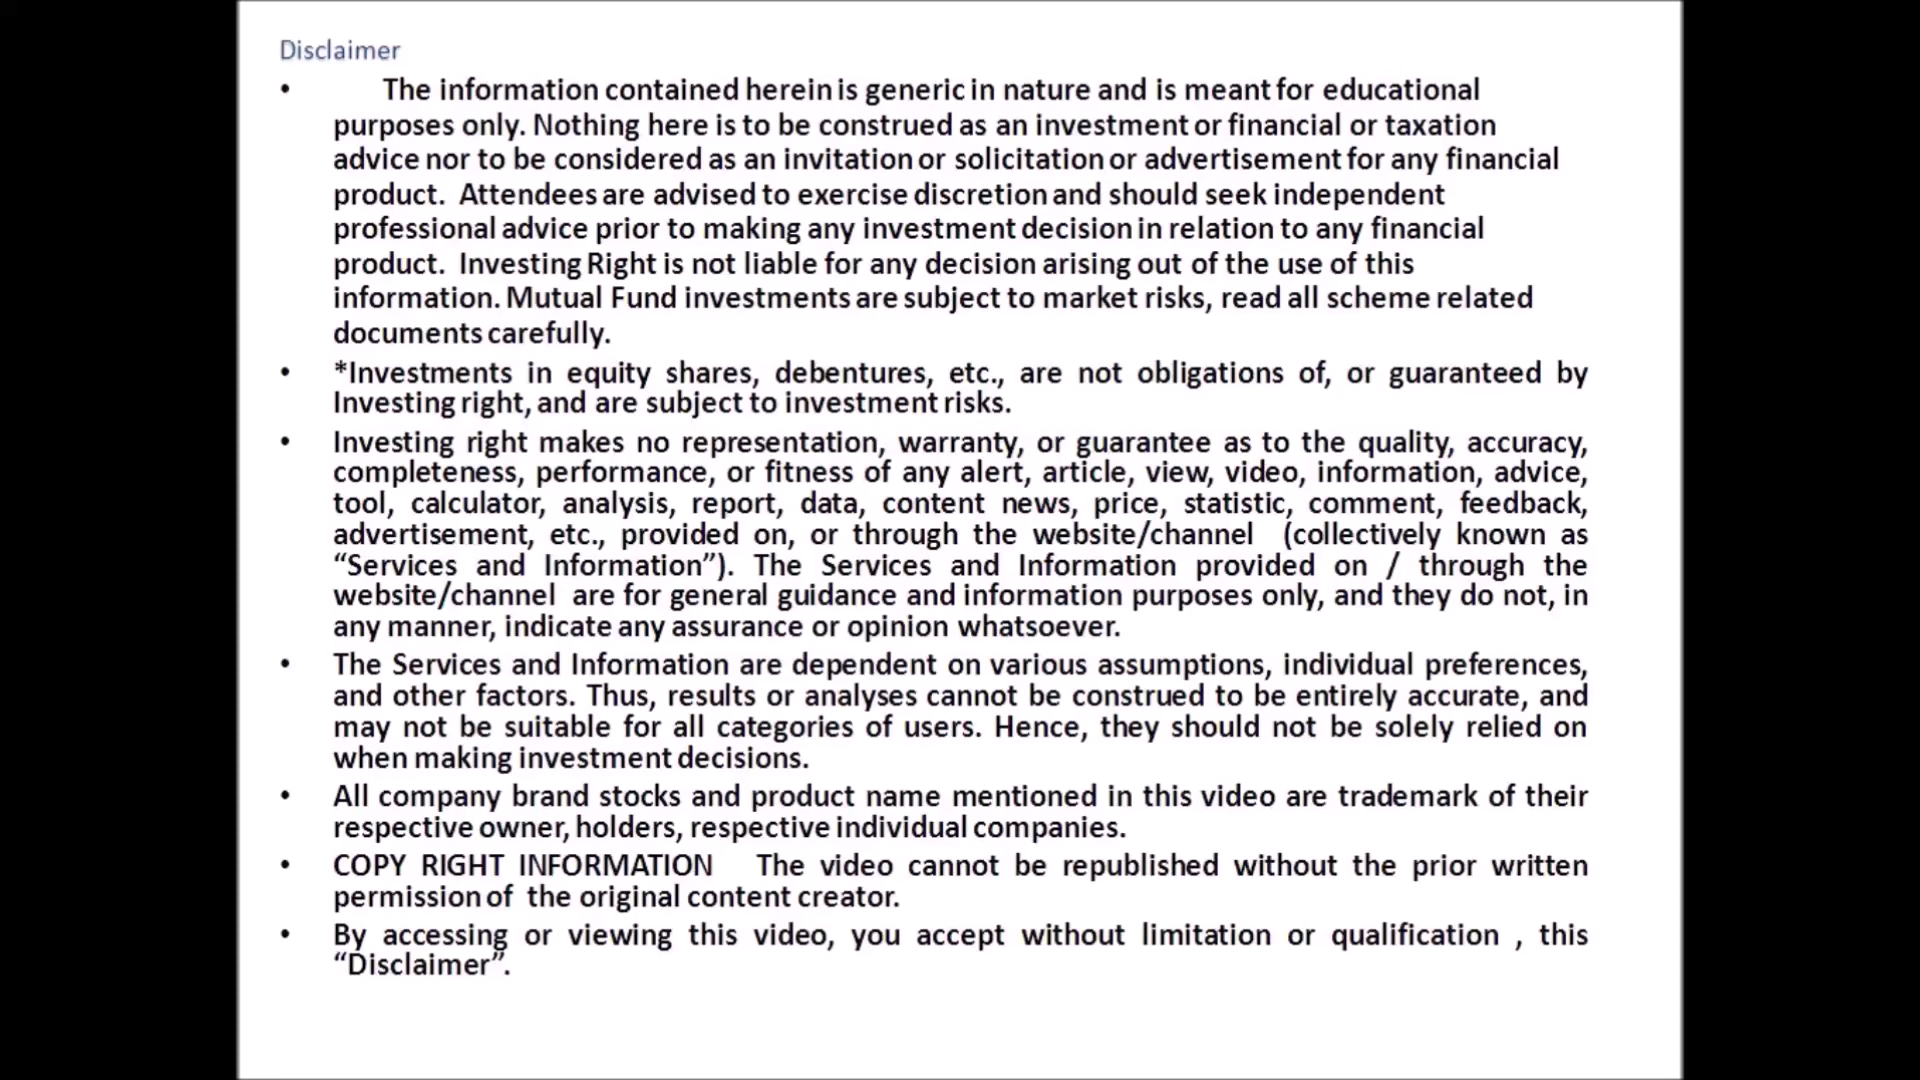 Disclaimer
• The information contained herein is generic in nature and is meant for educational
purposes only. Nothing here is to be construed as an investment or financial or taxation
advice nor to be considered as an invitation or solicitation or advertisement for any financial
product. Attendees are advised to exercise discretion and should seek independent
professional advice prior to making any investment decision in relation to any financial
product. Investing Right is not liable for any decision arising out of the use of this
information. Mutual Fund investments are subject to market risks, read all scheme related
documents carefully.
• *Investments in equity shares, debentures, etc., are not obligations of, or guaranteed by
Investing right, and are subject to investment risks.
• Investing right makes no representation, warranty, or guarantee as to the quality, accuracy,
completeness, performance, or fitness of any alert, article, view, video, information, advice,
tool, calculator, analysis, report, data, content news, price, statistic, comment, feedback,
advertisement, etc., provided on, or through the website/channel (collectively known as
“Services and Information”). The Services and Information provided on / through the
website/channel are for general guidance and information purposes only, and they do not, in
any manner, indicate any assurance or opinion whatsoever.
• The Services and Information are dependent on various assumptions, individual preferences,
and other factors. Thus, results or analyses cannot be construed to be entirely accurate, and
may not be suitable for all categories of users. Hence, they should not be solely relied on
when making investment decisions.
• All company brand stocks and product name mentioned in this video are trademark of their
respective owner, holders, respective individual companies.
• COPY RIGHT INFORMATION The video cannot be republished without the prior written
permission of the original content creator.
• By accessing or viewing this video, you accept without limitation or qualification , this
“Disclaimer”.